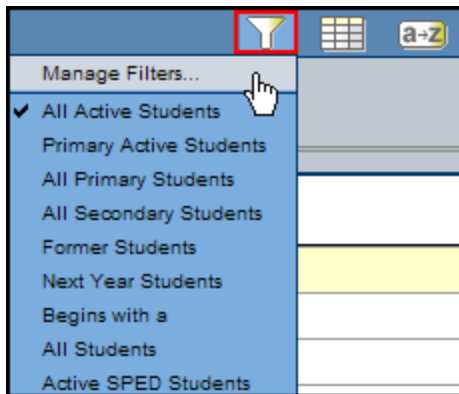 a→z
Manage Filters...
All Active Students
Primary Active Students
All Primary Students
All Secondary Students
Former Students
Next Year Students
Begins with a
All Students
Active SPED Students